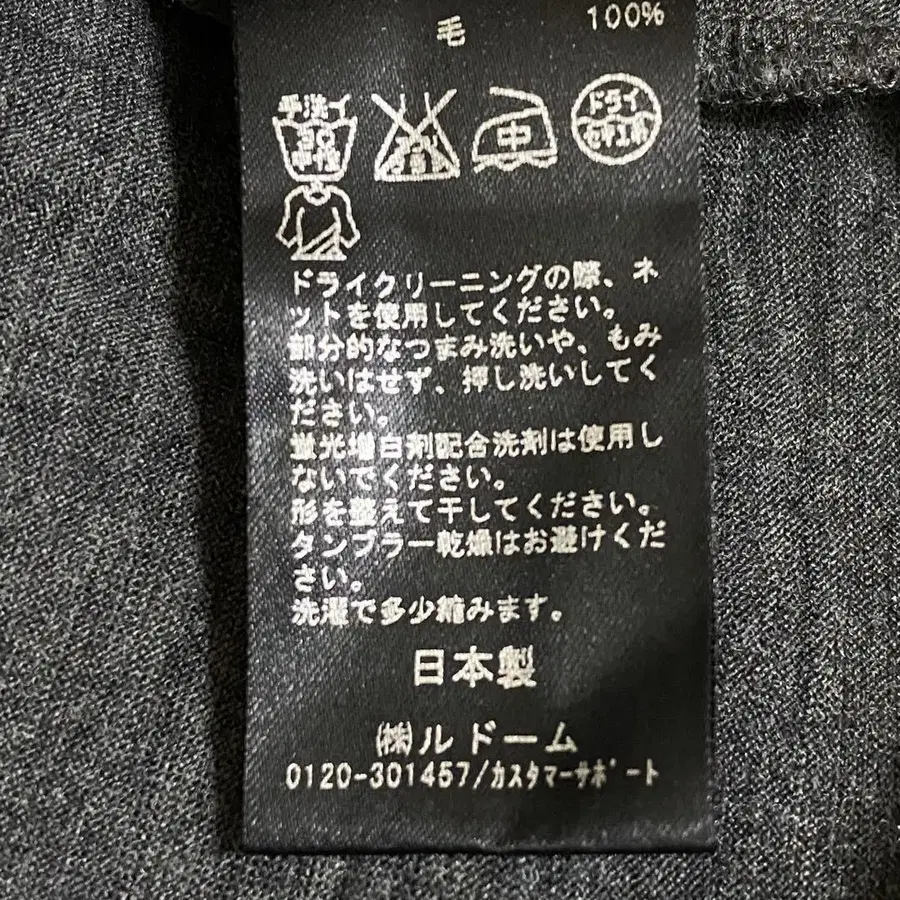 毛 100%
手洗イ
30
中性
エンソ
サラシ
中
ドライ
セキユ系
ドライクリーニングの際、ネ
ットを使用してください。
部分的なつまみ洗いや、もみ
洗いはせず、押し洗いしてく
ださい。
蛍光増白剤配合洗剤は使用し
ないでください。
形を整えて干してください。
タンブラー乾燥はお避けくだ
さい。
洗濯で多少縮みます。
日本製
㈱ルドーム
0120-301457/カスタマーサポート